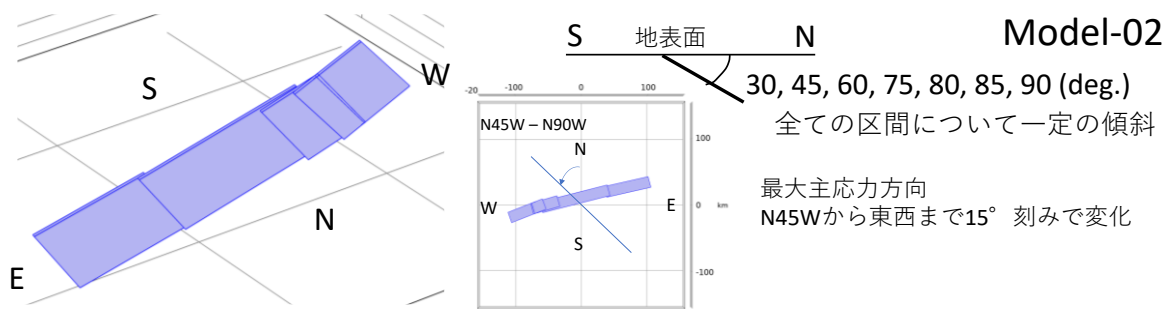 Model-02
S 地表面 N
30, 45, 60, 75, 80, 85, 90 (deg.)
全ての区間について一定の傾斜
最大主応力方向
N45Wから東西まで15° 刻みで変化
S
W
N
E
-20 -100 0 100
N45W – N90W
N
W
E
S
100
0 km
-100